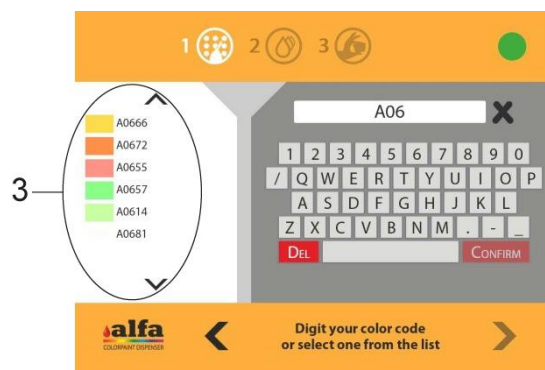 1 2 3
A06
A0666
A0672
A0655
A0657
A0614
A0681
3
1 2 3 4 5 6 7 8 9 0
/ Q W E R T Y U I O P
A S D F G H J K L
Z X C V B N M . - _
DEL CONFIRM
alfa
COLORPAINT DISPENSER
Digit your color code
or select one from the list